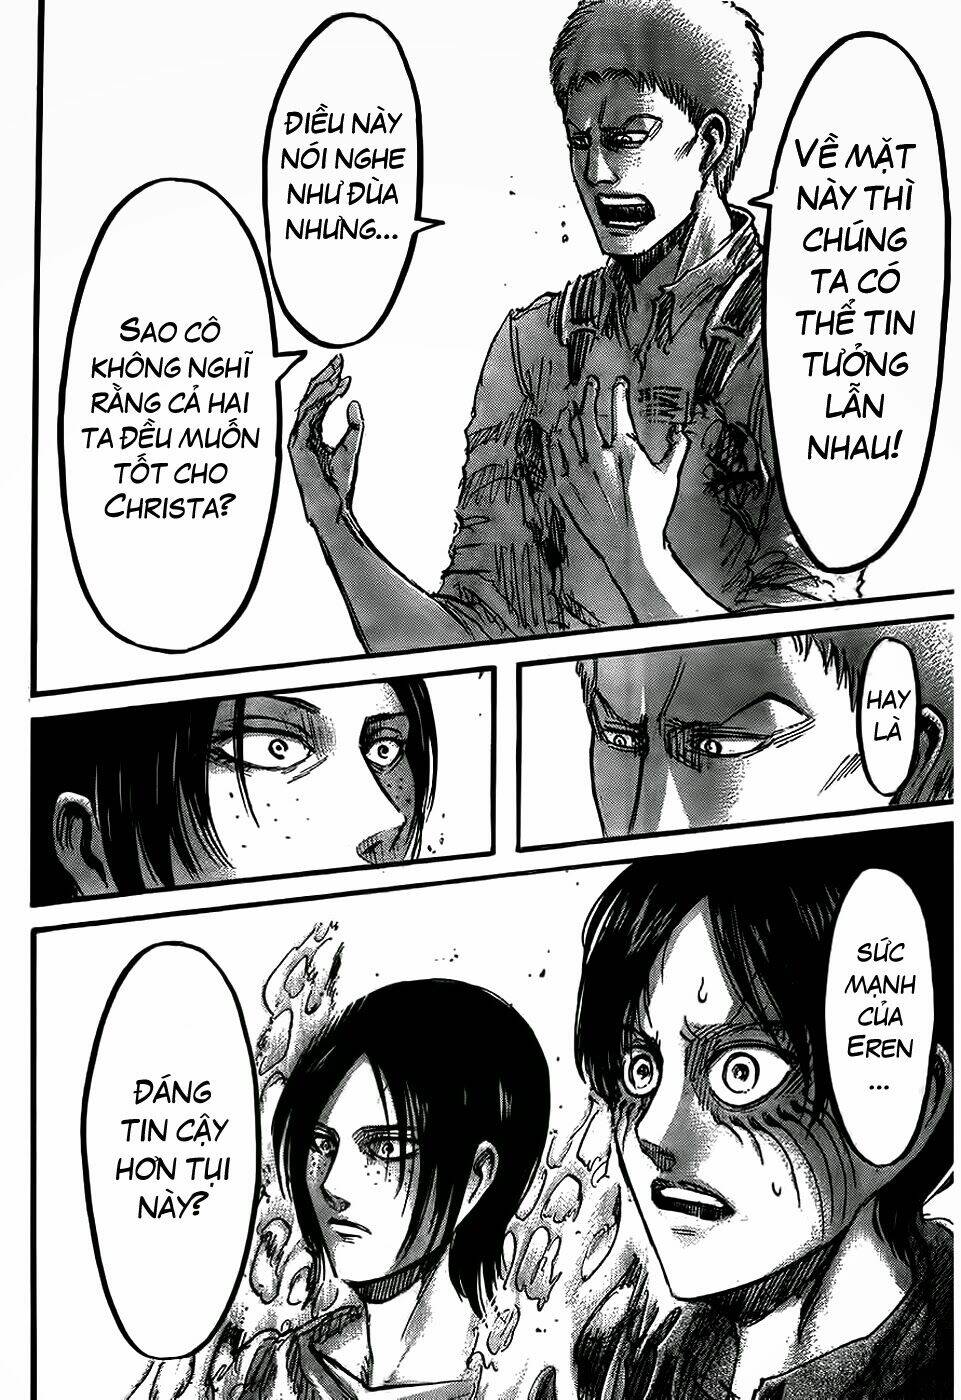 VỀ MẶT
NÀY THÌ
CHÚNG
TA CÓ
THỂ TIN
TƯỞNG
LẪN
NHAU!
ĐIỀU NÀY
NÓI NGHE
NHƯ ĐÙA
NHƯNG...
SAO CÔ
KHÔNG NGHĨ
RẰNG CẢ HAI
TA ĐỀU MUỐN
TỐT CHO
CHRISTA?
HAY
LÀ
SỨC
MẠNH
CỦA
EREN
...
ĐÁNG
TIN CẬY
HƠN TỤI
NÀY?